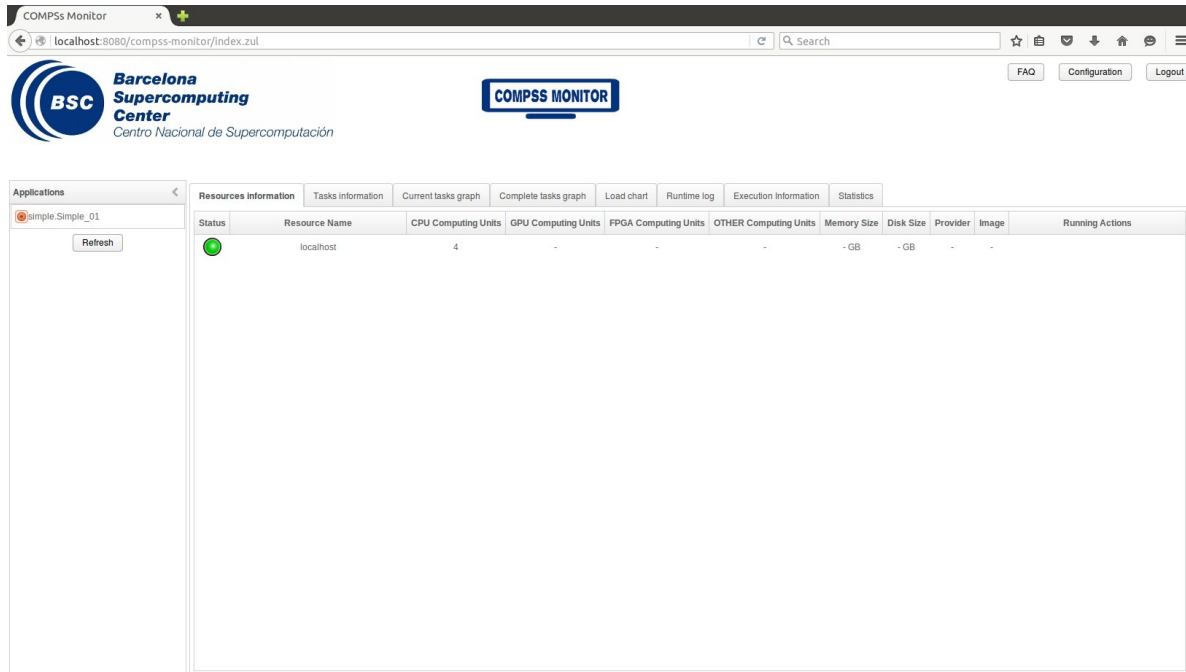 COMPSs Monitor
localhost:8080/compss-monitor/index.zul
Search
BSC
Barcelona
Supercomputing
Center
Centro Nacional de Supercomputación
COMPSS MONITOR
FAQ Configuration Logout
Applications
simple.Simple_01
Refresh
Resources information Tasks information Current tasks graph Complete tasks graph Load chart Runtime log Execution Information Statistics
Status Resource Name CPU Computing Units GPU Computing Units FPGA Computing Units OTHER Computing Units Memory Size Disk Size Provider Image Running Actions
localhost 4 - - - - GB - GB - -